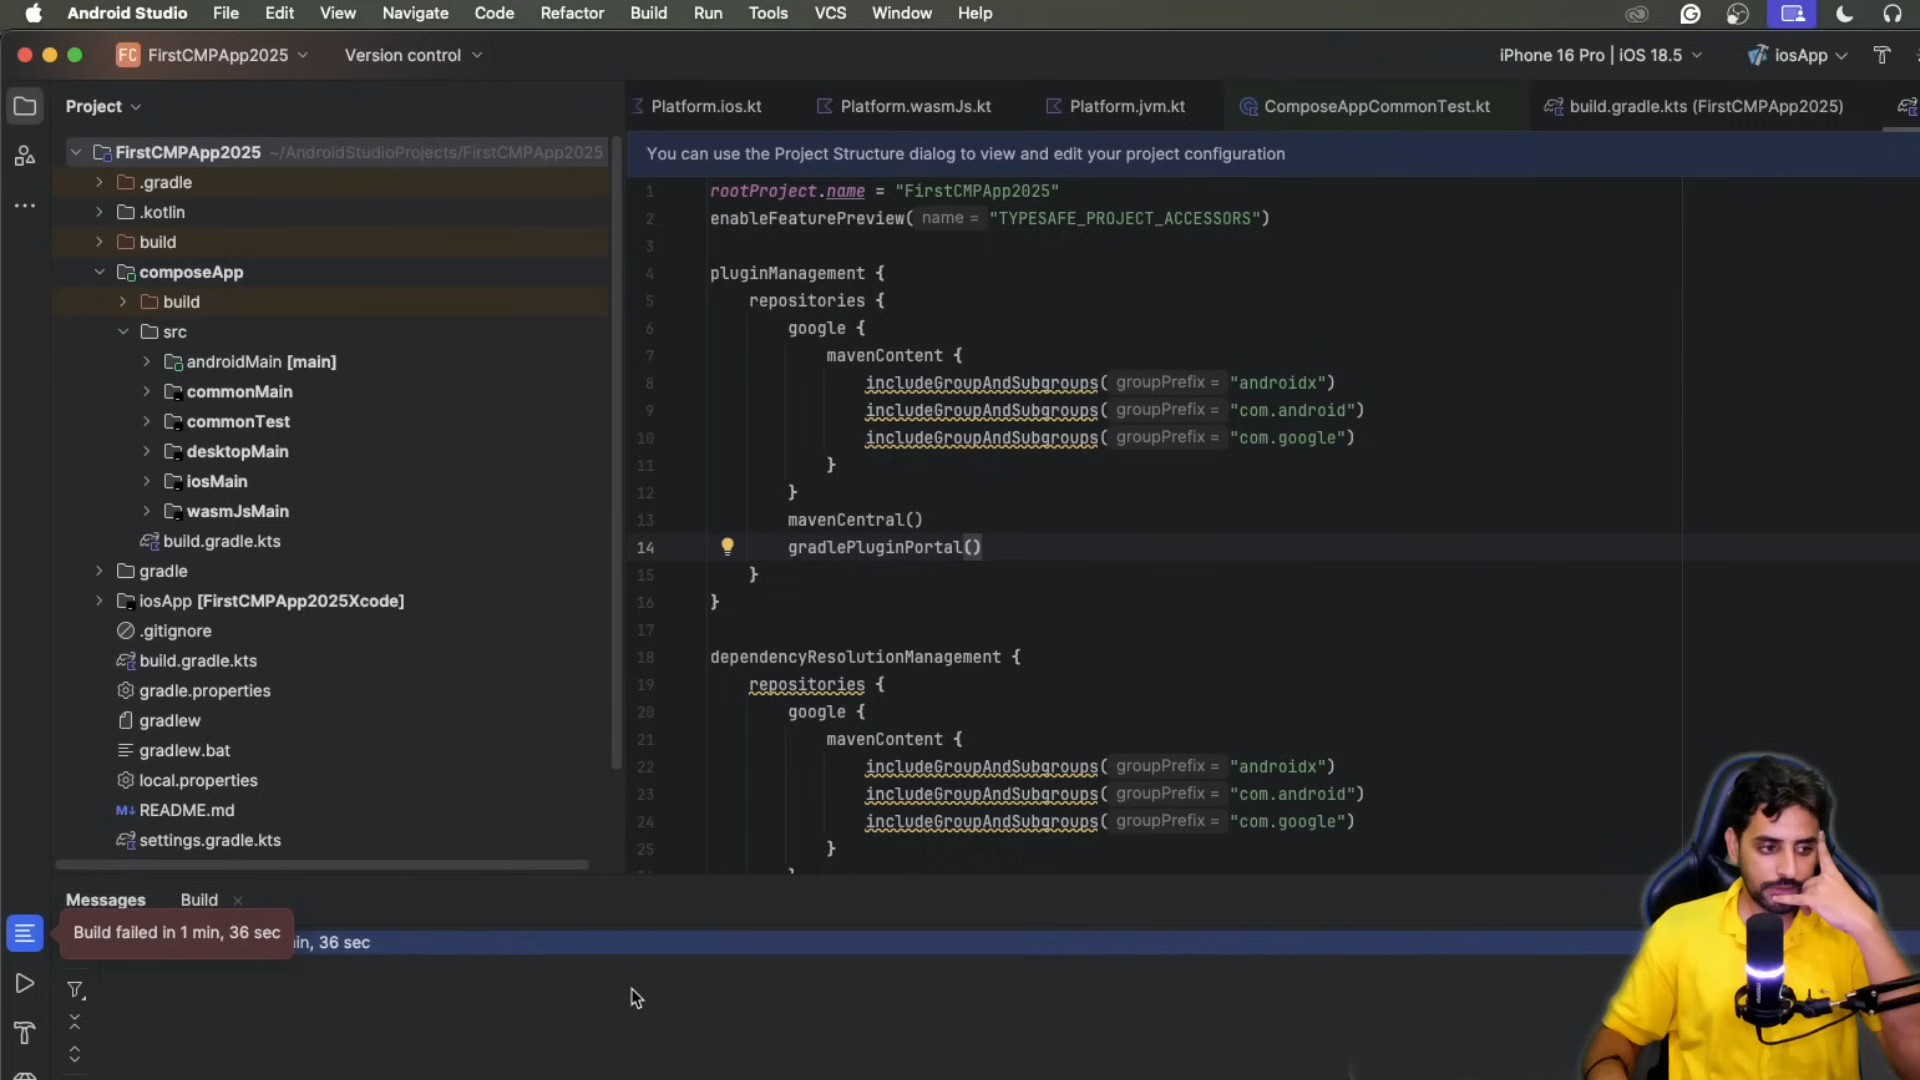 Android Studio File Edit View Navigate Code Refactor Build Run Tools VCS Window Help
FC FirstCMPApp2025 Version control iPhone 16 Pro | iOS 18.5 iosApp
Project
Platform.ios.kt Platform.wasmJs.kt Platform.jvm.kt ComposeAppCommonTest.kt build.gradle.kts (FirstCMPApp2025)
You can use the Project Structure dialog to view and edit your project configuration
FirstCMPApp2025 ~/AndroidStudioProjects/FirstCMPApp2025
.gradle
.kotlin
build
composeApp
build
src
androidMain [main]
commonMain
commonTest
desktopMain
iosMain
wasmJsMain
build.gradle.kts
gradle
iosApp [FirstCMPApp2025Xcode]
.gitignore
build.gradle.kts
gradle.properties
gradlew
gradlew.bat
local.properties
M↓ README.md
settings.gradle.kts
1 rootProject.name = "FirstCMPApp2025"
2 enableFeaturePreview( name = "TYPESAFE_PROJECT_ACCESSORS")
3
4 pluginManagement {
5 repositories {
6 google {
7 mavenContent {
8 includeGroupAndSubgroups( groupPrefix = "androidx")
9 includeGroupAndSubgroups( groupPrefix = "com.android")
10 includeGroupAndSubgroups( groupPrefix = "com.google")
11 }
12 }
13 mavenCentral()
14 gradlePluginPortal()
15 }
16 }
17
18 dependencyResolutionManagement {
19 repositories {
20 google {
21 mavenContent {
22 includeGroupAndSubgroups( groupPrefix = "androidx")
23 includeGroupAndSubgroups( groupPrefix = "com.android")
24 includeGroupAndSubgroups( groupPrefix = "com.google")
25 }
Messages Build
Build failed in 1 min, 36 sec
in, 36 sec